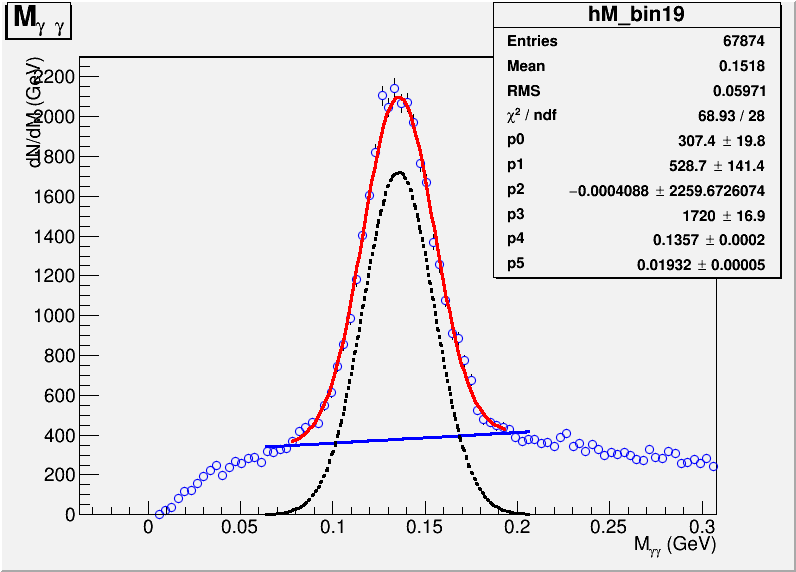 M_γ γ
hM_bin19
Entries 67874
Mean 0.1518
RMS 0.05971
χ² / ndf 68.93 / 28
p0 307.4 ± 19.8
p1 528.7 ± 141.4
p2 −0.0004088 ± 2259.6726074
p3 1720 ± 16.9
p4 0.1357 ± 0.0002
p5 0.01932 ± 0.00005
dN/dM (GeV)
2200
2000
1800
1600
1400
1200
1000
800
600
400
200
0
0 0.05 0.1 0.15 0.2 0.25 0.3
M_γγ (GeV)